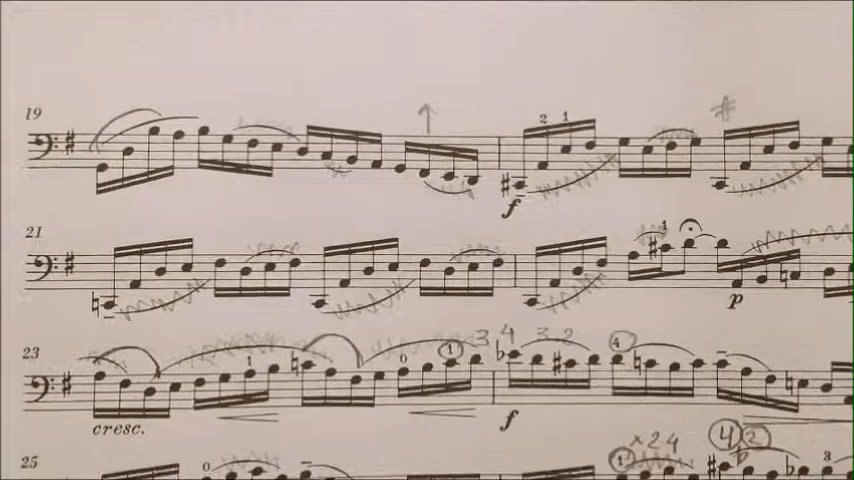 19
2 1
f
21
1
p
23
1 0 1 3 4 3 2 4
cresc.
f
25
0
1 × 2 4 4 2 3